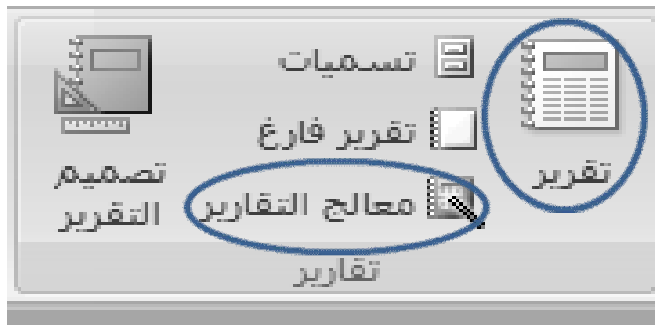 تقرير
تسميات
تقرير فارغ
معالج التقارير
تصميم
التقرير
تقارير